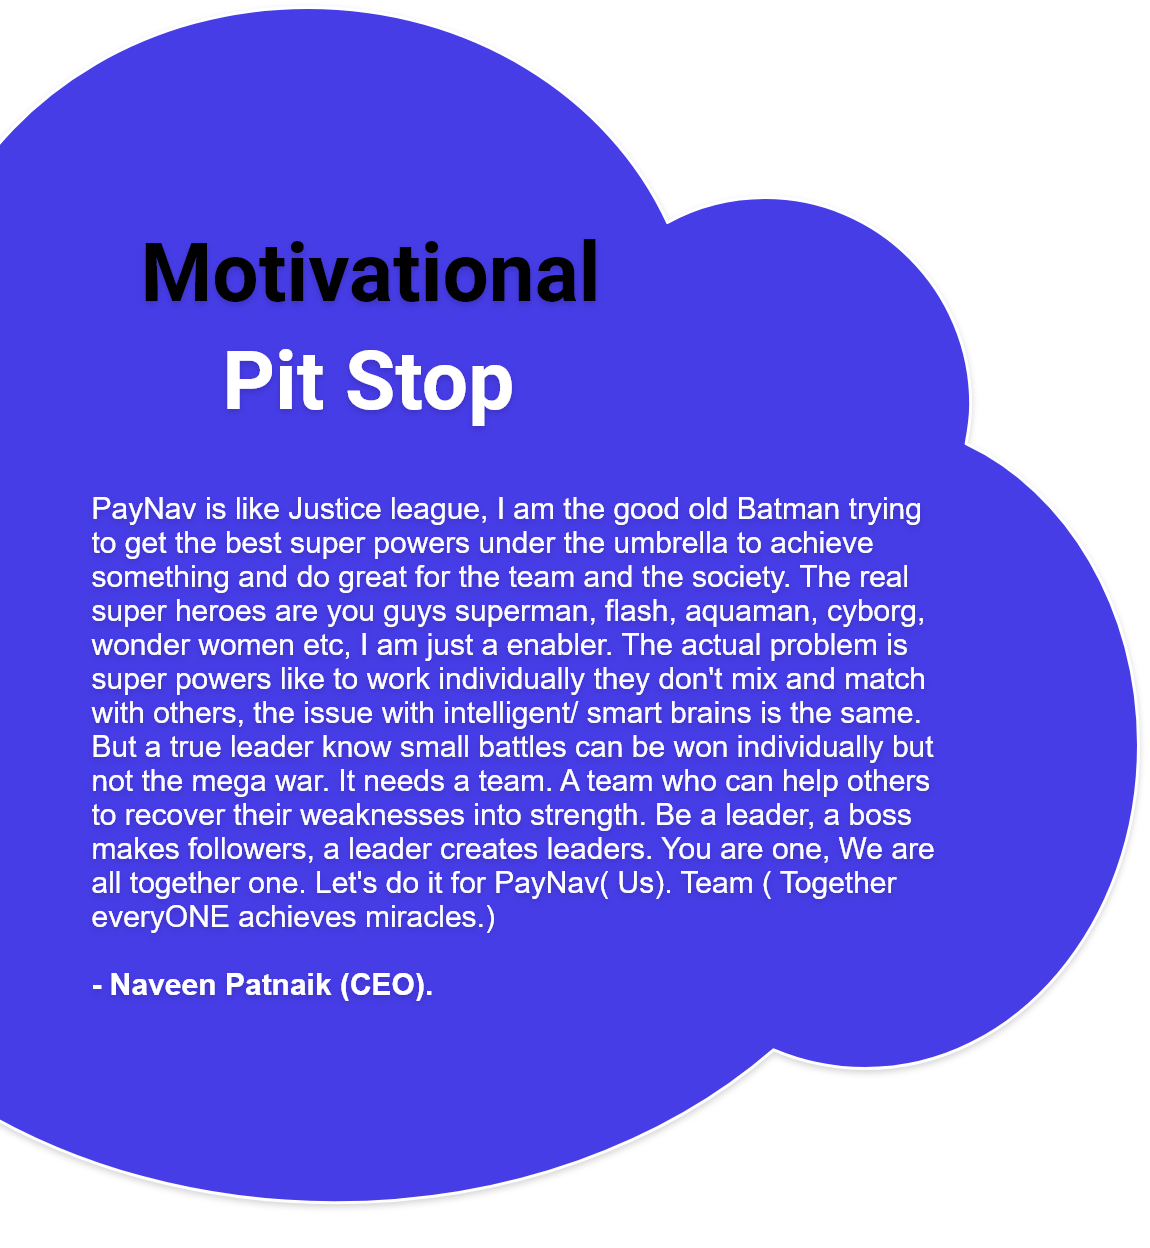 Motivational
Pit Stop
PayNav is like Justice league, I am the good old Batman trying
to get the best super powers under the umbrella to achieve
something and do great for the team and the society. The real
super heroes are you guys superman, flash, aquaman, cyborg,
wonder women etc, I am just a enabler. The actual problem is
super powers like to work individually they don't mix and match
with others, the issue with intelligent/ smart brains is the same.
But a true leader know small battles can be won individually but
not the mega war. It needs a team. A team who can help others
to recover their weaknesses into strength. Be a leader, a boss
makes followers, a leader creates leaders. You are one, We are
all together one. Let's do it for PayNav( Us). Team ( Together
everyONE achieves miracles.)
- Naveen Patnaik (CEO).